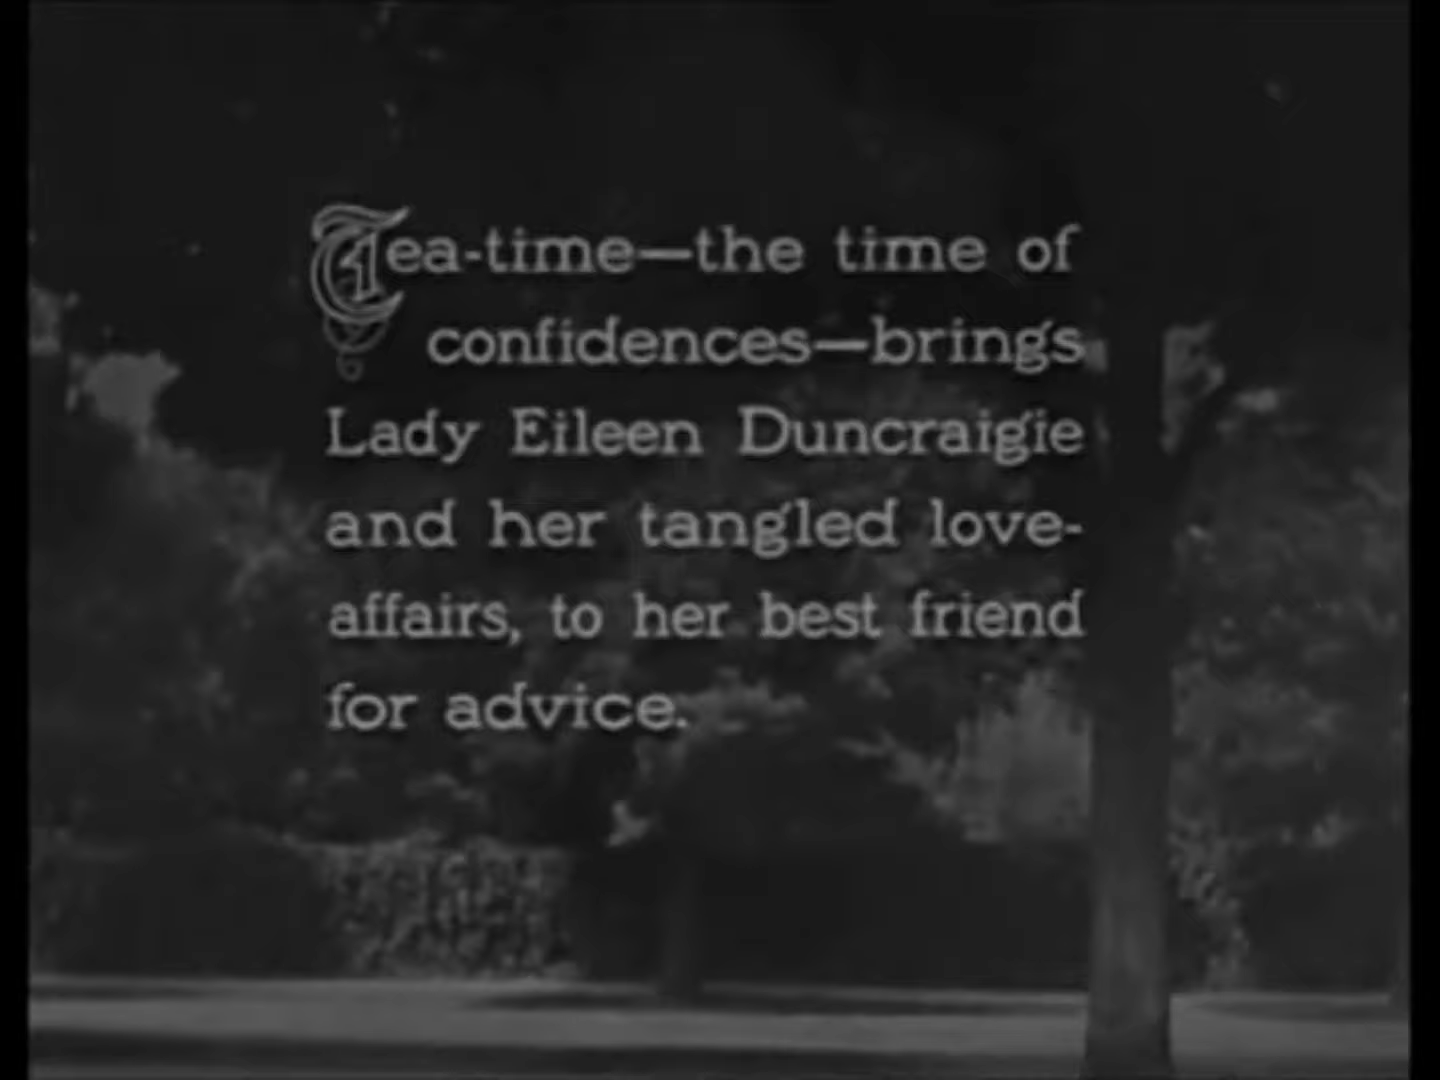 Tea-time—the time of
confidences—brings
Lady Eileen Duncraigie
and her tangled love-
affairs, to her best friend
for advice.